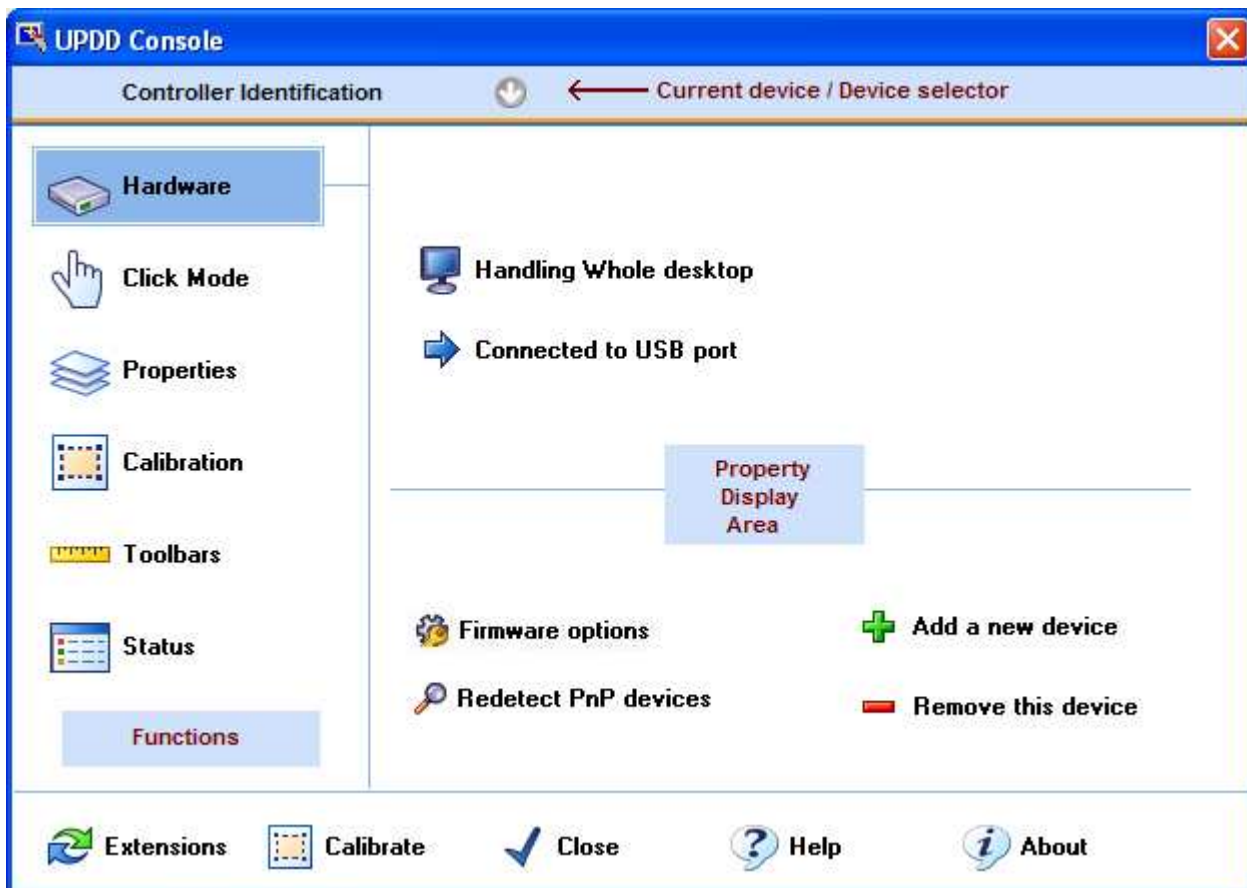 UPDD Console
Controller Identification
Current device / Device selector
Hardware
Click Mode
Properties
Calibration
Toolbars
Status
Functions
Handling Whole desktop
Connected to USB port
Property
Display
Area
Firmware options
Add a new device
Redetect PnP devices
Remove this device
Extensions
Calibrate
Close
Help
About